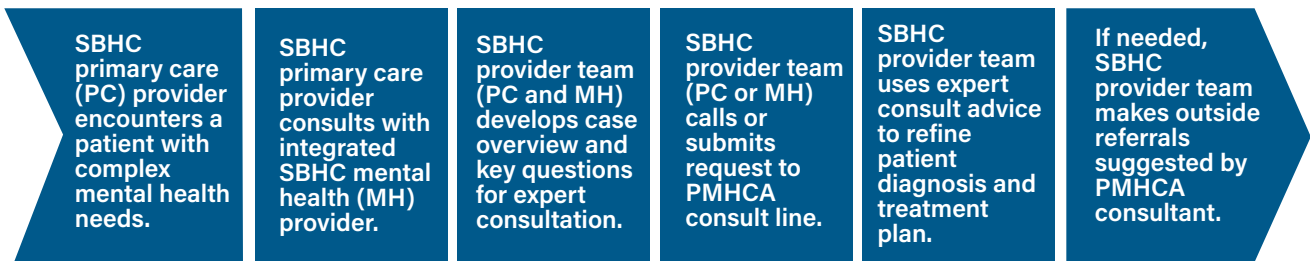 SBHC
primary care
(PC) provider
encounters a
patient with
complex
mental health
needs.
SBHC
primary care
provider
consults with
integrated
SBHC mental
health (MH)
provider.
SBHC
provider team
(PC and MH)
develops case
overview and
key questions
for expert
consultation.
SBHC
provider team
(PC or MH)
calls or
submits
request to
PMHCA
consult line.
SBHC
provider team
uses expert
consult advice
to refine
patient
diagnosis and
treatment
plan.
If needed,
SBHC
provider team
makes outside
referrals
suggested by
PMHCA
consultant.